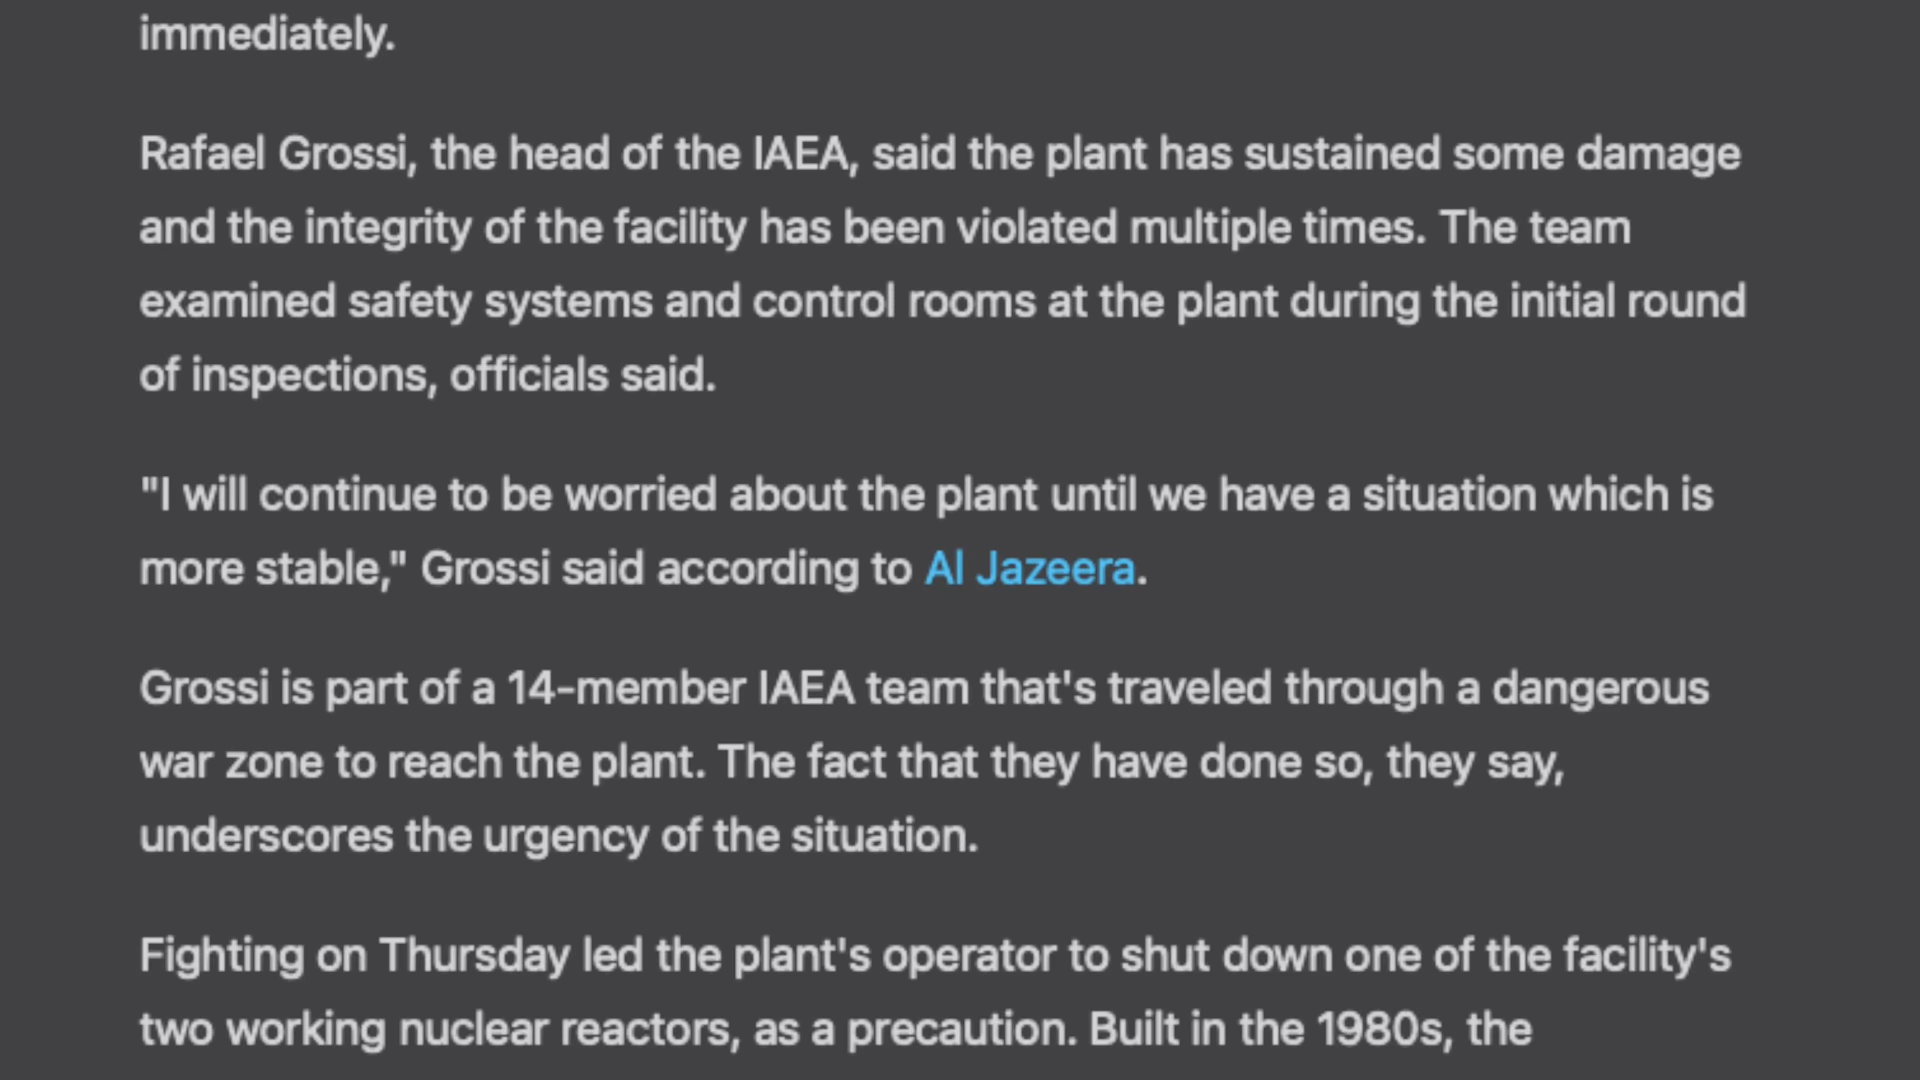 immediately.
Rafael Grossi, the head of the IAEA, said the plant has sustained some damage
and the integrity of the facility has been violated multiple times. The team
examined safety systems and control rooms at the plant during the initial round
of inspections, officials said.
"I will continue to be worried about the plant until we have a situation which is
more stable," Grossi said according to Al Jazeera.
Grossi is part of a 14-member IAEA team that's traveled through a dangerous
war zone to reach the plant. The fact that they have done so, they say,
underscores the urgency of the situation.
Fighting on Thursday led the plant's operator to shut down one of the facility's
two working nuclear reactors, as a precaution. Built in the 1980s, the